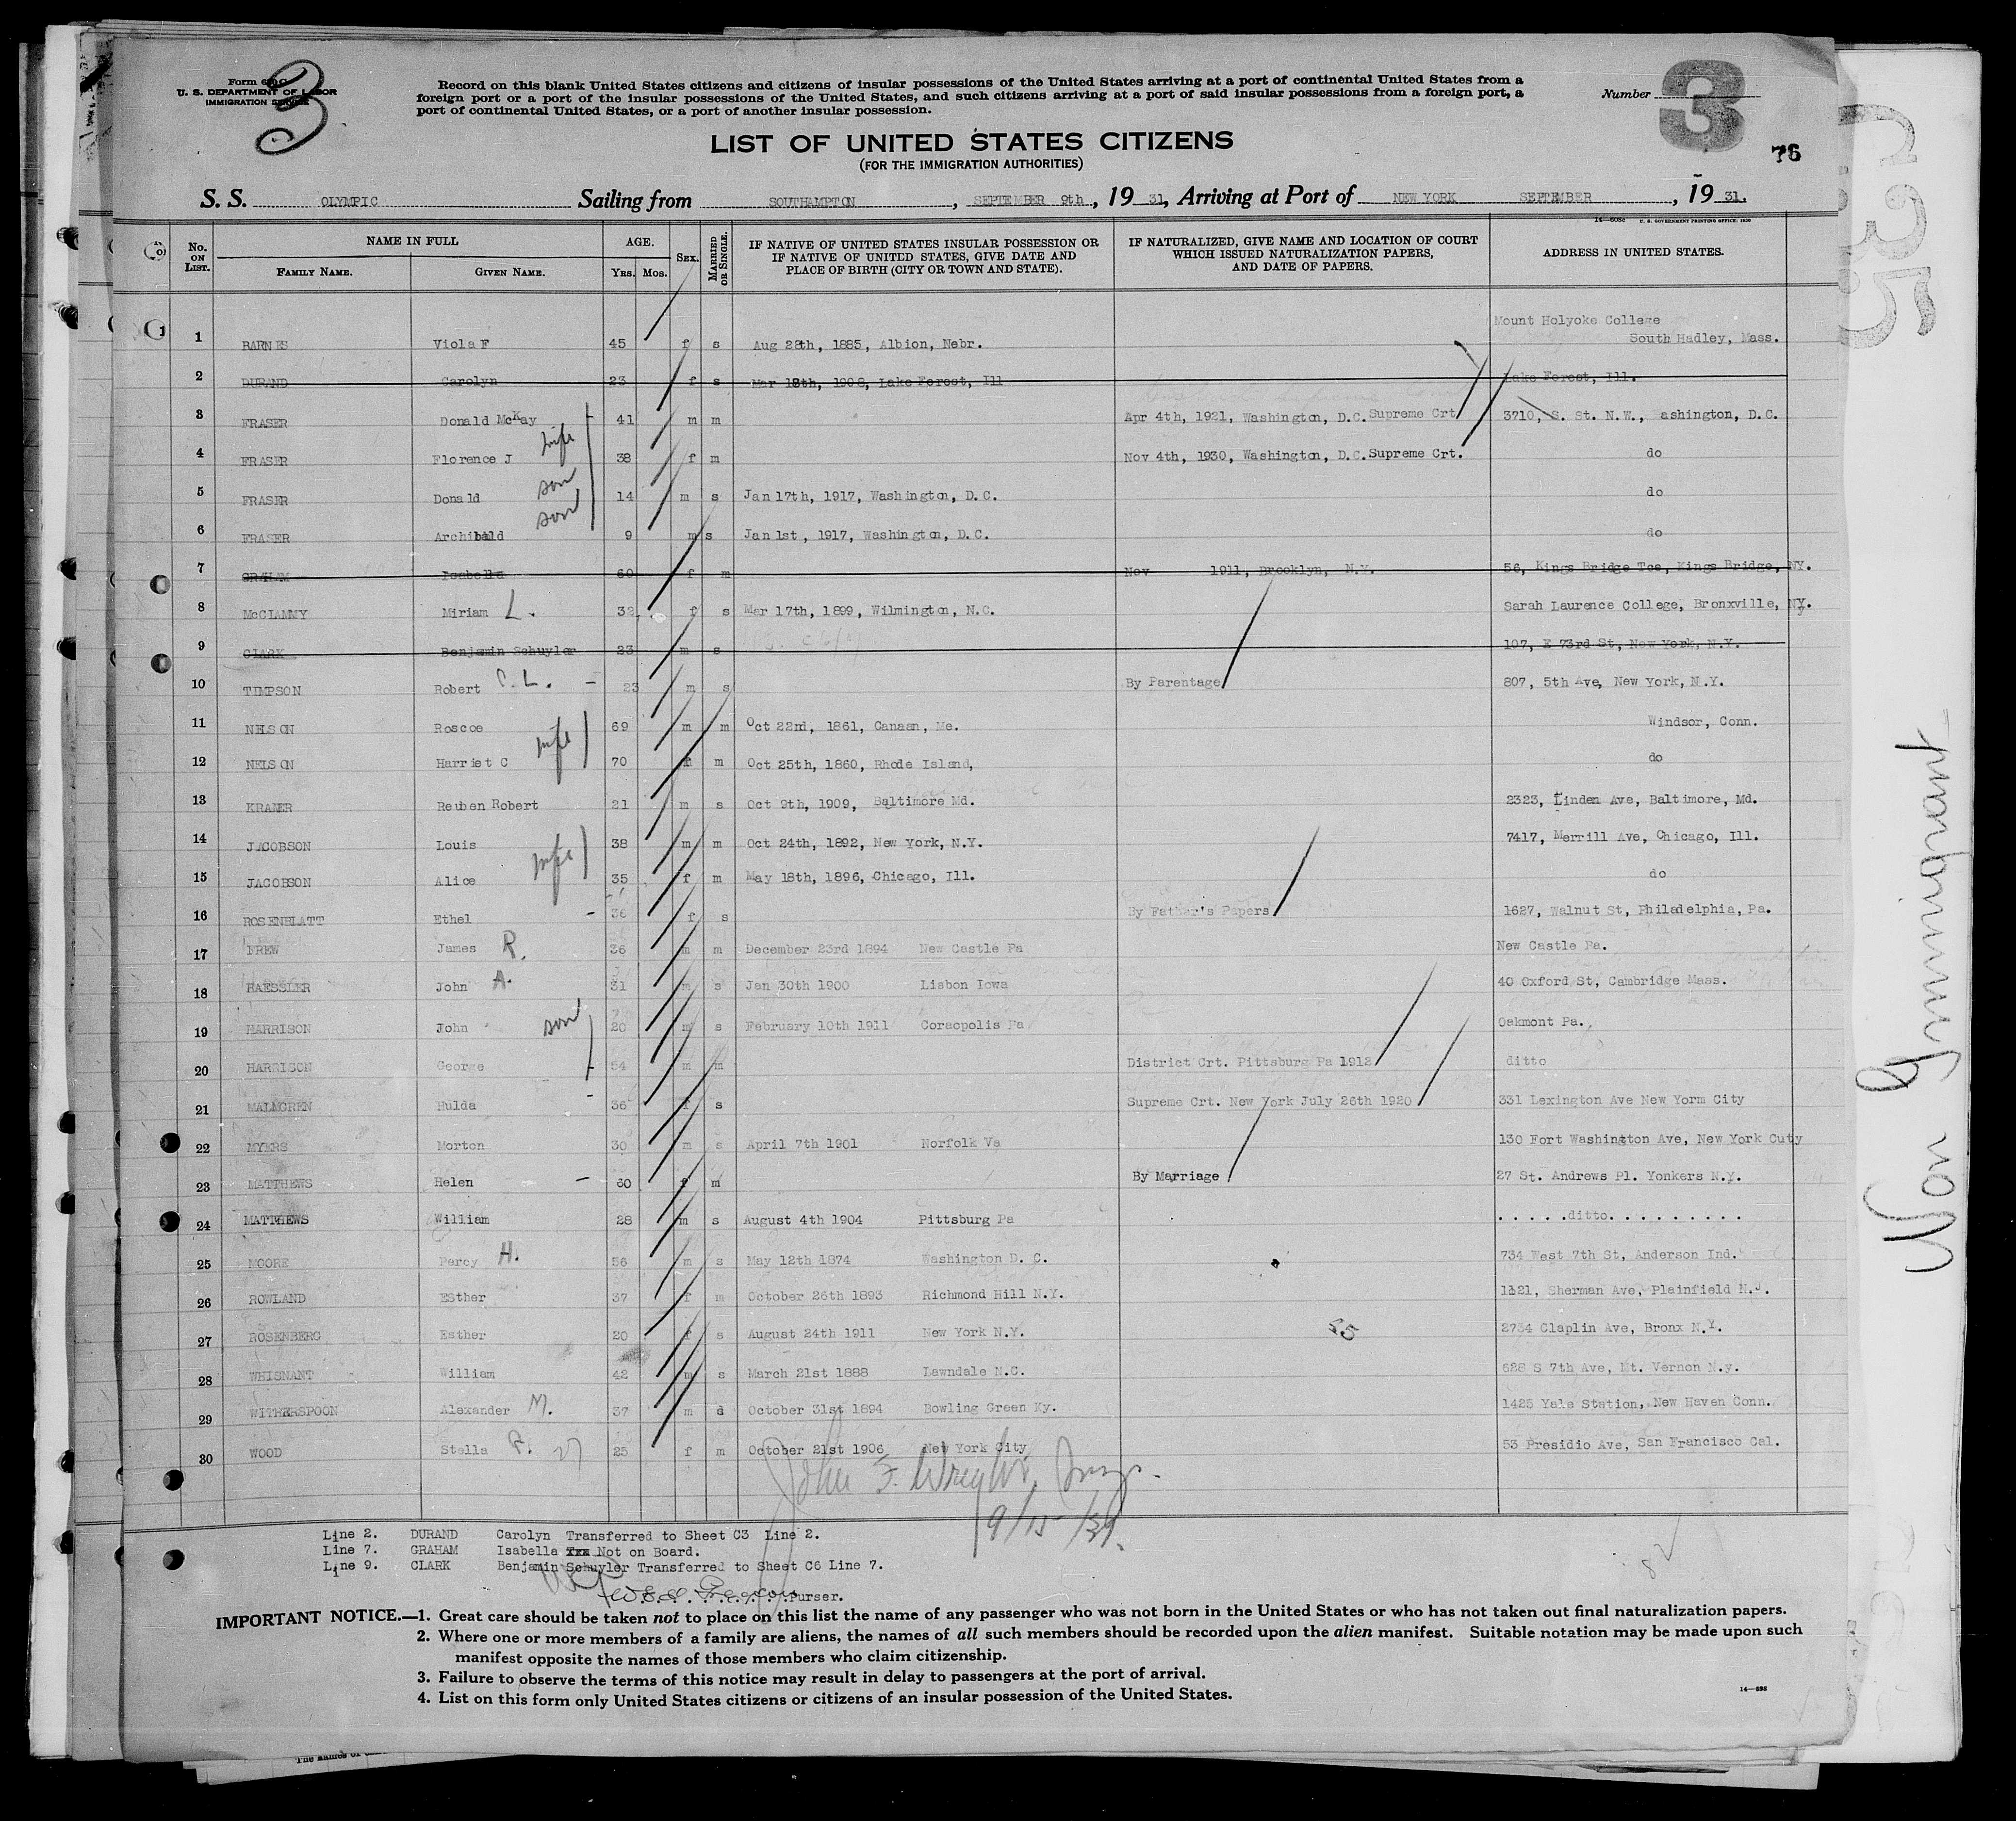 Form 630 C
U. S. DEPARTMENT OF LABOR
IMMIGRATION SERVICE
3
Record on this blank United States citizens and citizens of insular possessions of the United States arriving at a port of continental United States from a
foreign port or a port of the insular possessions of the United States, and such citizens arriving at a port of said insular possessions from a foreign port, a
port of continental United States, or a port of another insular possession.
Number 3
76
LIST OF UNITED STATES CITIZENS
(FOR THE IMMIGRATION AUTHORITIES)
S. S. OLYMPIC Sailing from SOUTHAMPTON, SEPTEMBER 9th, 1931, Arriving at Port of NEW YORK SEPTEMBER, 1931.
U. S. GOVERNMENT PRINTING OFFICE: 1930
No. ON LIST. NAME IN FULL FAMILY NAME. GIVEN NAME. AGE. YRS. MOS. SEX. MARRIED OR SINGLE. IF NATIVE OF UNITED STATES INSULAR POSSESSION OR IF NATIVE OF UNITED STATES, GIVE DATE AND PLACE OF BIRTH (CITY OR TOWN AND STATE). IF NATURALIZED, GIVE NAME AND LOCATION OF COURT WHICH ISSUED NATURALIZATION PAPERS, AND DATE OF PAPERS. ADDRESS IN UNITED STATES.
1 BARNES Viola F 45 f s Aug 28th, 1885, Albion, Nebr. Mount Holyoke College South Hadley, Mass.
2 DURAND Carolyn 23 f s Mar 18th, 1908, Lake Forest, Ill Lake Forest, Ill.
3 FRASER Donald McKay 41 m m Apr 4th, 1921, Washington, D.C. Supreme Crt 3710, S. St. N.W., ashington, D.C.
4 FRASER Florence J wife 38 f m Nov 4th, 1930, Washington, D.C. Supreme Crt. do
5 FRASER Donald son 14 m s Jan 17th, 1917, Washington, D.C. do
6 FRASER Archibald son 9 m s Jan 1st, 1917, Washington, D.C. do
7 GRAHAM Isabella 60 f m Nov 1911, Brooklyn, N.Y. 56, Kings Bridge Tce, Kings Bridge, NY.
8 McCLAMMY Miriam L. 32 f s Mar 17th, 1899, Wilmington, N.C. Sarah Laurence College, Bronxville, NY.
9 CLARK Benjamin Schuyler 23 m s 107, E 73rd St, New York, N.Y.
10 TIMPSON Robert C.L. - 23 m s By Parentage 807, 5th Ave, New York, N.Y.
11 NELSON Roscoe 69 m m Oct 22nd, 1861, Canaan, Me. Windsor, Conn.
12 NELSON Harriet C wife 70 f m Oct 25th, 1860, Rhode Island, do
13 KRAMER Reuben Robert 21 m s Oct 9th, 1909, Baltimore Md. 2323, Linden Ave, Baltimore, Md.
14 JACOBSON Louis 38 m m Oct 24th, 1892, New York, N.Y. 7417, Merrill Ave, Chicago, Ill.
15 JACOBSON Alice wife 35 f m May 18th, 1896, Chicago, Ill. do
16 ROSENBLATT Ethel - 36 f s By Father's Papers 1627, Walnut St, Philadelphia, Pa.
17 FREW James R. 36 m m December 23rd 1894 New Castle Pa New Castle Pa.
18 HAESSLER John A. 31 m s Jan 30th 1900 Lisbon Iowa 40 Oxford St, Cambridge Mass.
19 HARRISON John son 20 m s February 10th 1911 Coraopolis Pa Oakmont Pa.
20 HARRISON George 54 m m District Crt. Pittsburg Pa 1912 ditto
21 MALMGREN Hulda - 36 f s Supreme Crt. New York July 26th 1920 331 Lexington Ave New Yorm City
22 MYERS Morton 30 m s April 7th 1901 Norfolk Va 130 Fort Washington Ave, New York Cuty
23 MATTHEWS Helen - 60 f m By Marriage 27 St. Andrews Pl. Yonkers N.Y.
24 MATTHEWS William 28 m s August 4th 1904 Pittsburg Pa . . . . .ditto. . . . . . . . .
25 MOORE Percy H. 56 m s May 12th 1874 Washington D. C. 734 West 7th St, Anderson Ind.
26 ROWLAND Esther 37 f m October 26th 1893 Richmond Hill N.Y. 1121, Sherman Ave, Plainfield N.J.
27 ROSENBERG Esther 20 f s August 24th 1911 New York N.Y. 2734 Claplin Ave, Bronx N.Y.
28 WHISNANT William 42 m s March 21st 1888 Lawndale N.C. 628 S 7th Ave, Mt. Vernon N.y.
29 WITHERSPOON Alexander M. 37 m d October 31st 1894 Bowling Green Ky. 1425 Yale Station, New Haven Conn.
30 WOOD Stella P. 27 25 f m October 21st 1906 New York City 53 Presidio Ave, San Francisco Cal.
John F. Wright, Insp.
9/15/31.
Line 2. DURAND Carolyn Transferred to Sheet C3 Line 2.
Line 7. GRAHAM Isabella Not on Board.
Line 9. CLARK Benjamin Schuyler Transferred to Sheet C6 Line 7.
Purser.
IMPORTANT NOTICE.—1. Great care should be taken not to place on this list the name of any passenger who was not born in the United States or who has not taken out final naturalization papers.
2. Where one or more members of a family are aliens, the names of all such members should be recorded upon the alien manifest. Suitable notation may be made upon such
manifest opposite the names of those members who claim citizenship.
3. Failure to observe the terms of this notice may result in delay to passengers at the port of arrival.
4. List on this form only United States citizens or citizens of an insular possession of the United States.